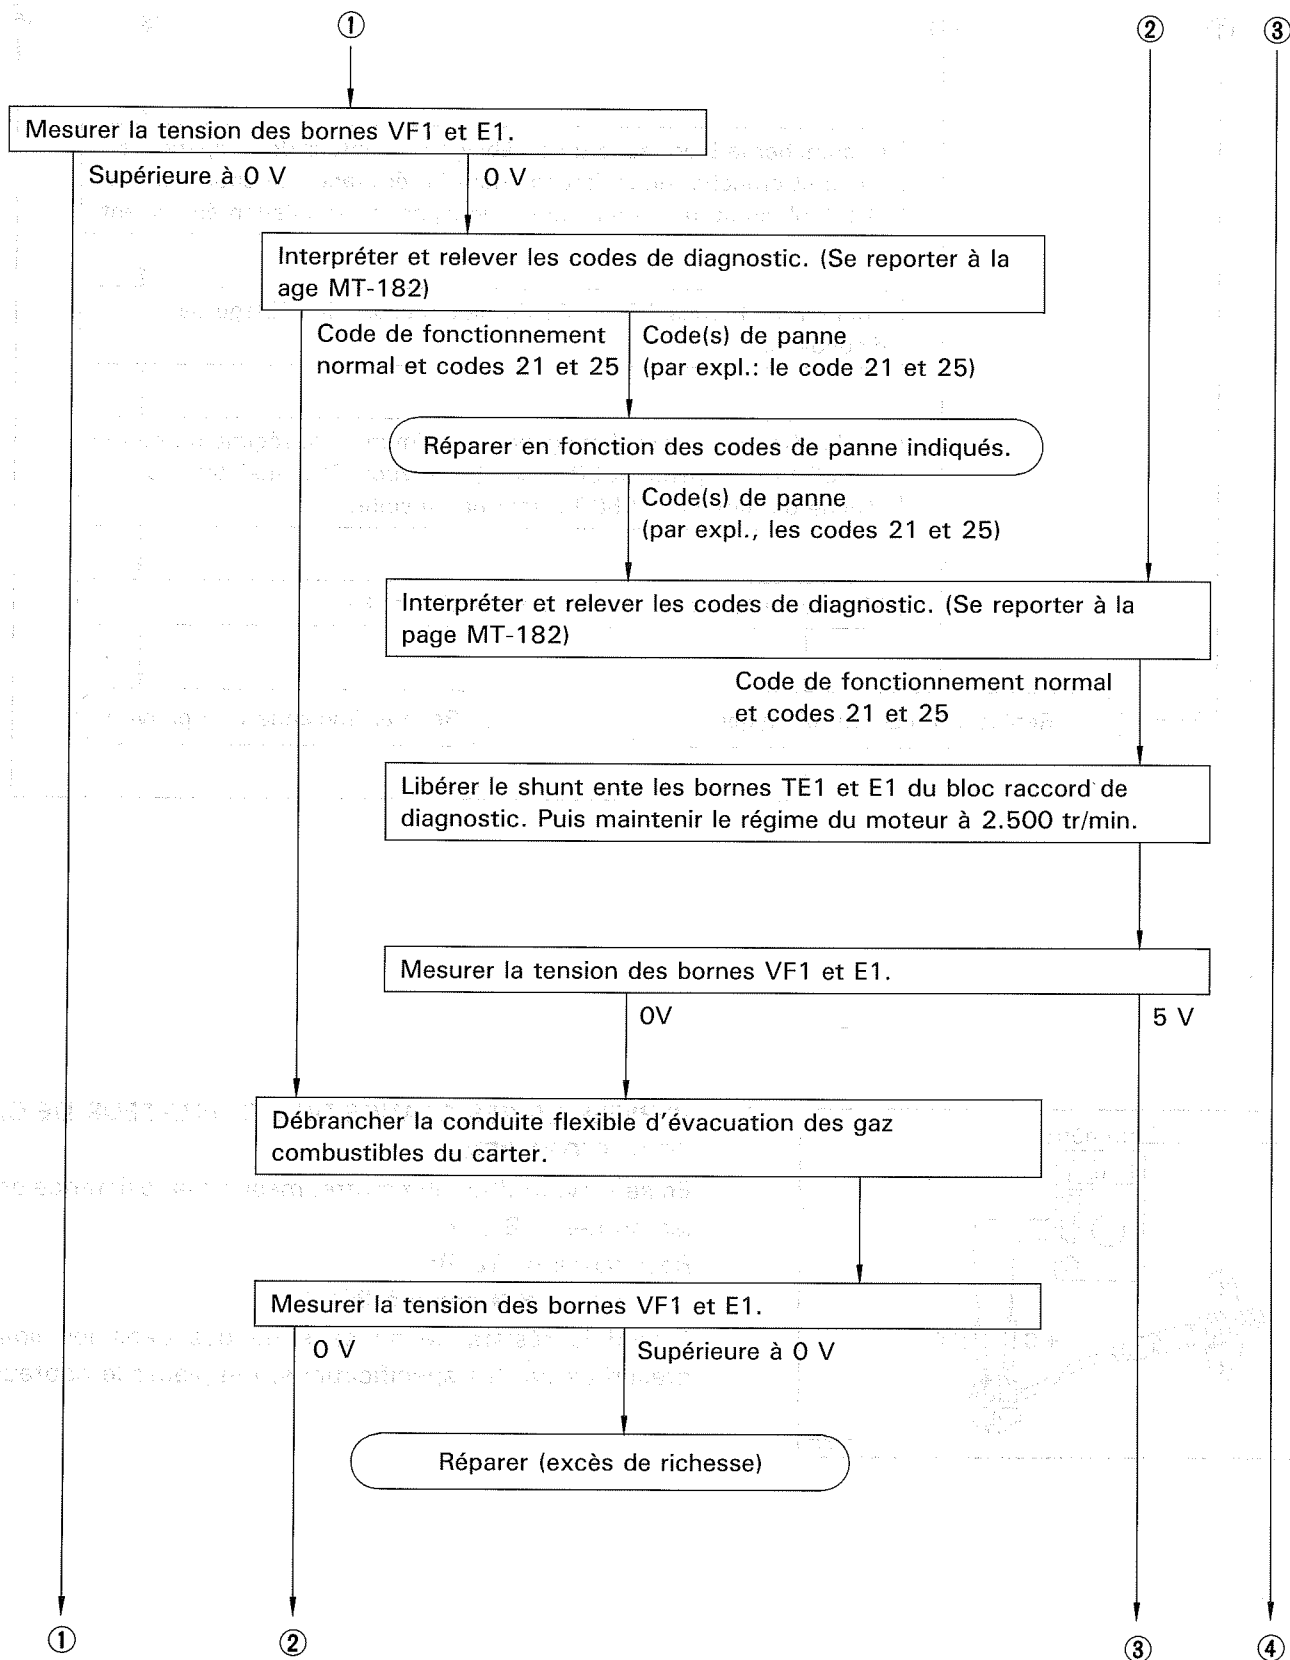 ① ② ③
Mesurer la tension des bornes VF1 et E1.
Supérieure à 0 V
0 V
Interpréter et relever les codes de diagnostic. (Se reporter à la
age MT-182)
Code de fonctionnement
normal et codes 21 et 25
Code(s) de panne
(par expl.: le code 21 et 25)
Réparer en fonction des codes de panne indiqués.
Code(s) de panne
(par expl., les codes 21 et 25)
Interpréter et relever les codes de diagnostic. (Se reporter à la
page MT-182)
Code de fonctionnement normal
et codes 21 et 25
Libérer le shunt ente les bornes TE1 et E1 du bloc raccord de
diagnostic. Puis maintenir le régime du moteur à 2.500 tr/min.
Mesurer la tension des bornes VF1 et E1.
0V
5 V
Débrancher la conduite flexible d'évacuation des gaz
combustibles du carter.
Mesurer la tension des bornes VF1 et E1.
0 V
Supérieure à 0 V
Réparer (excès de richesse)
① ② ③ ④